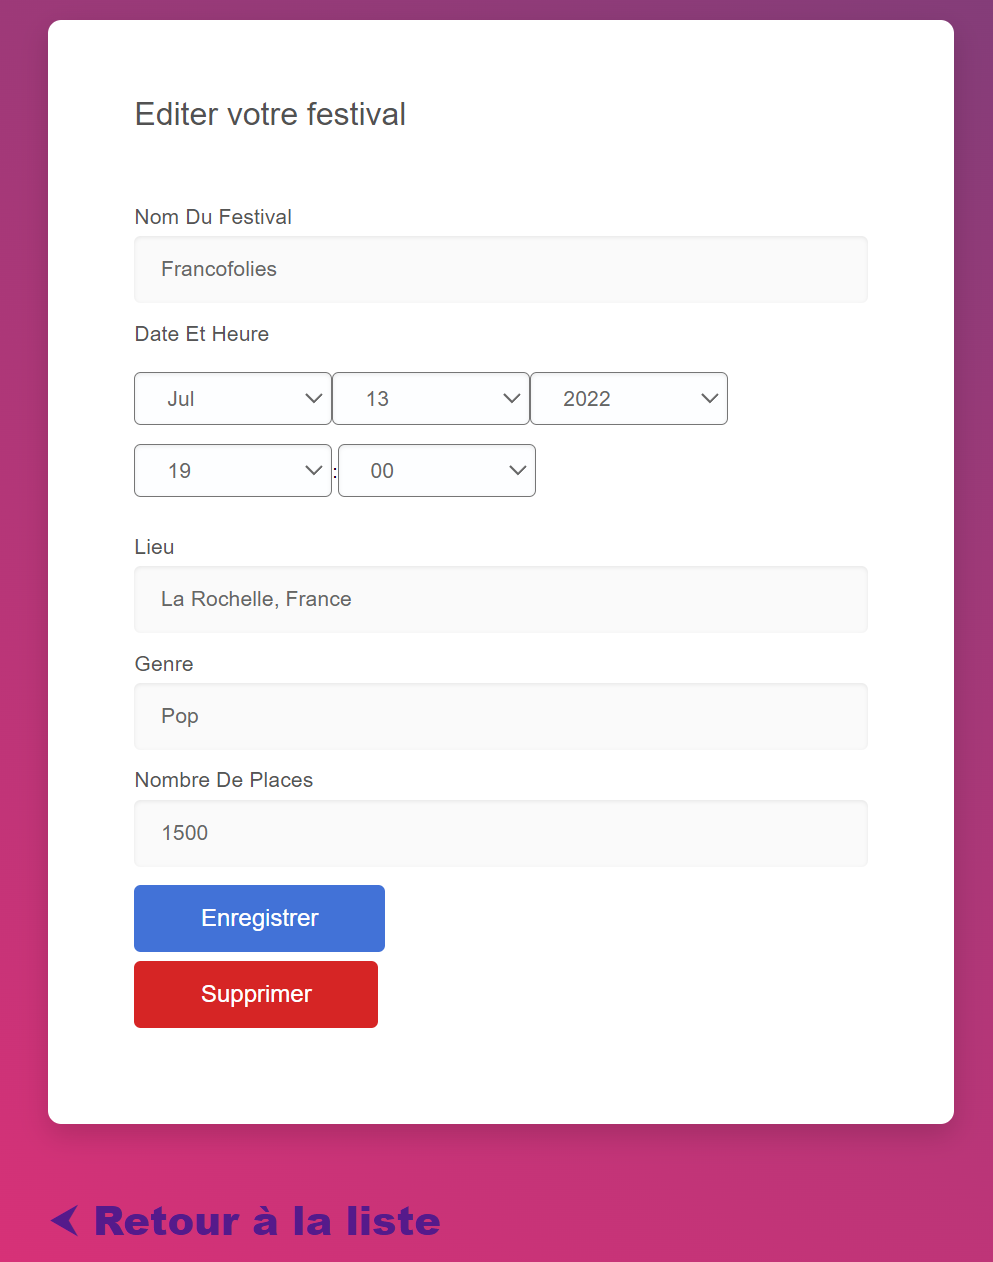 Editer votre festival
Nom Du Festival
Francofolies
Date Et Heure
Jul 13 2022
19 : 00
Lieu
La Rochelle, France
Genre
Pop
Nombre De Places
1500
Enregistrer
Supprimer
Retour à la liste